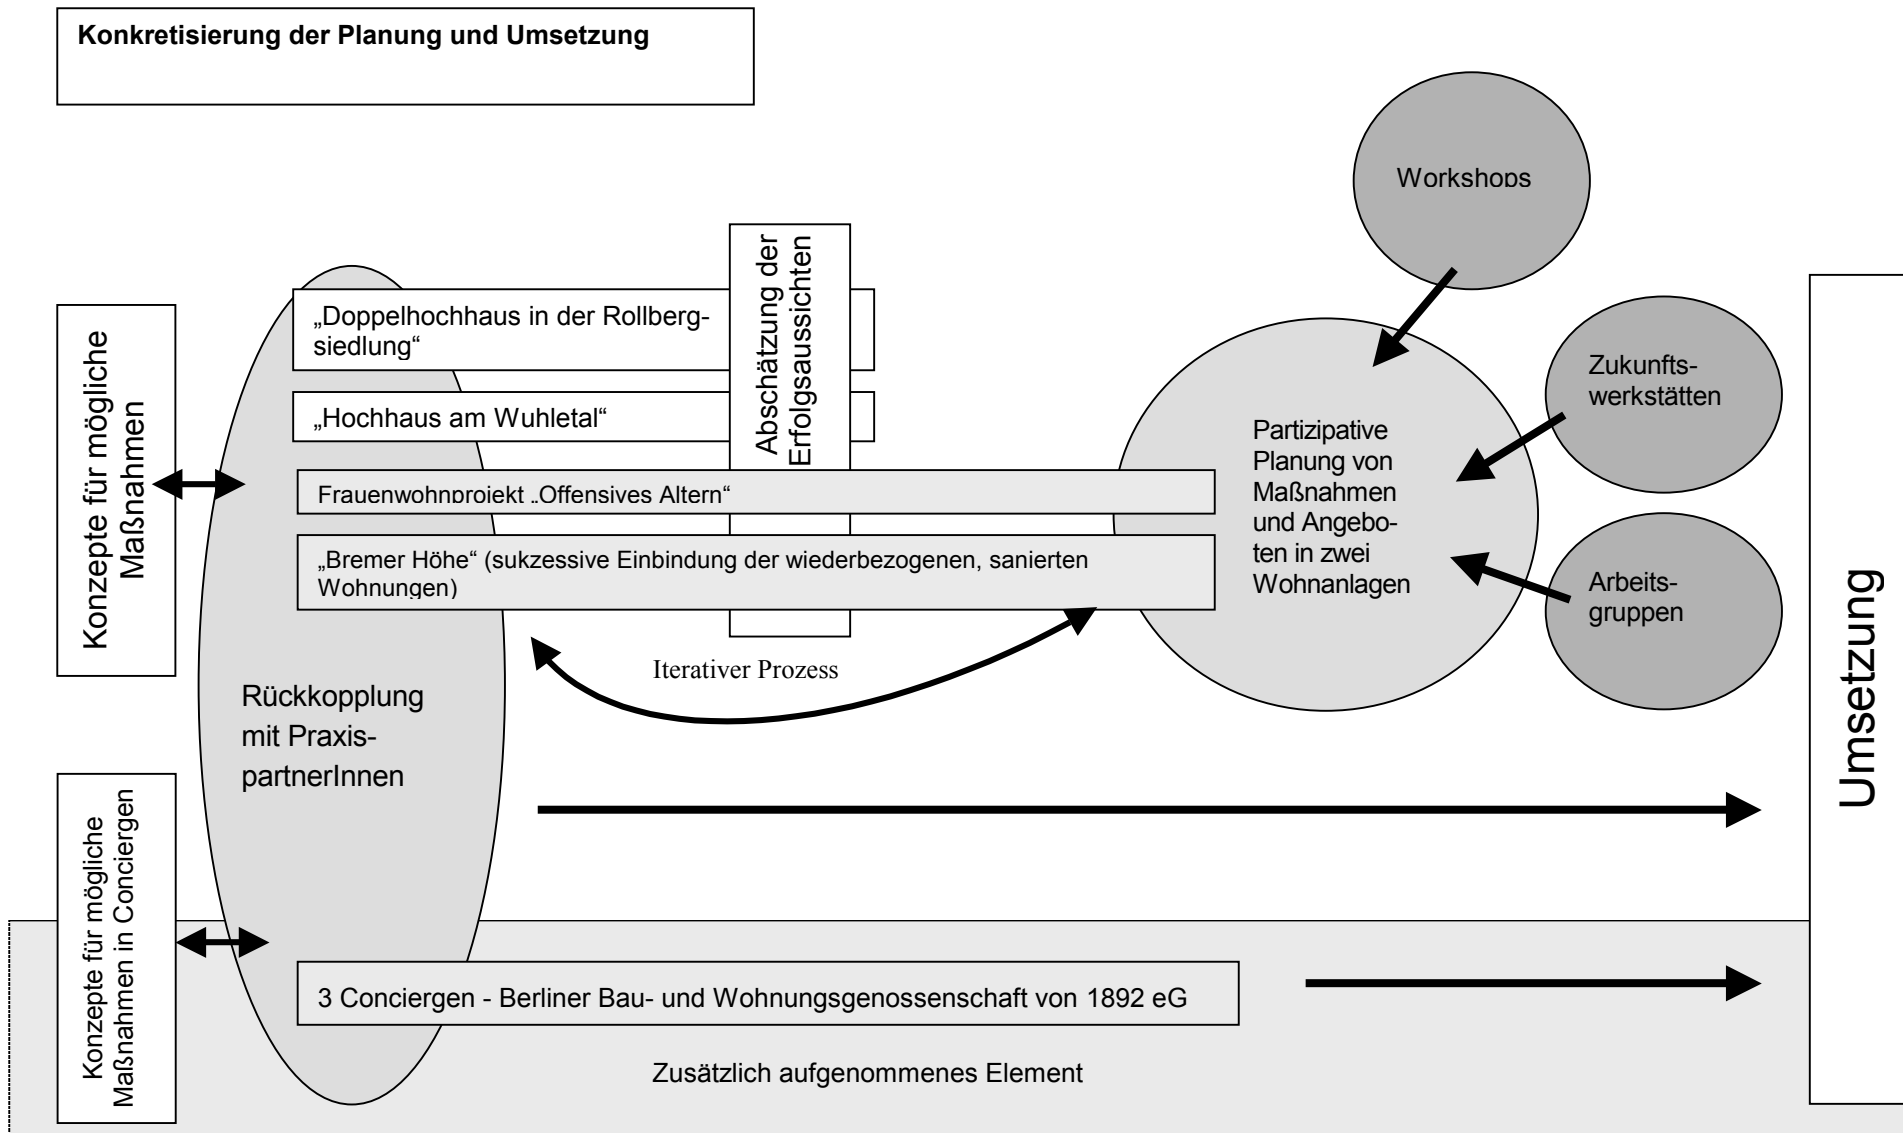 Konkretisierung der Planung und Umsetzung
Workshops
Konzepte für mögliche
Maßnahmen
„Doppelhochhaus in der Rollberg-
siedlung“
„Hochhaus am Wuhletal“
Frauenwohnprojekt „Offensives Altern“
„Bremer Höhe“ (sukzessive Einbindung der wiederbezogenen, sanierten
Wohnungen)
Abschätzung der
Erfolgsaussichten
Iterativer Prozess
Rückkopplung
mit Praxis-
partnerInnen
Partizipative
Planung von
Maßnahmen
und Angebo-
ten in zwei
Wohnanlagen
Zukunfts-
werkstätten
Arbeits-
gruppen
Umsetzung
Konzepte für mögliche
Maßnahmen in Conciergen
3 Conciergen - Berliner Bau- und Wohnungsgenossenschaft von 1892 eG
Zusätzlich aufgenommenes Element